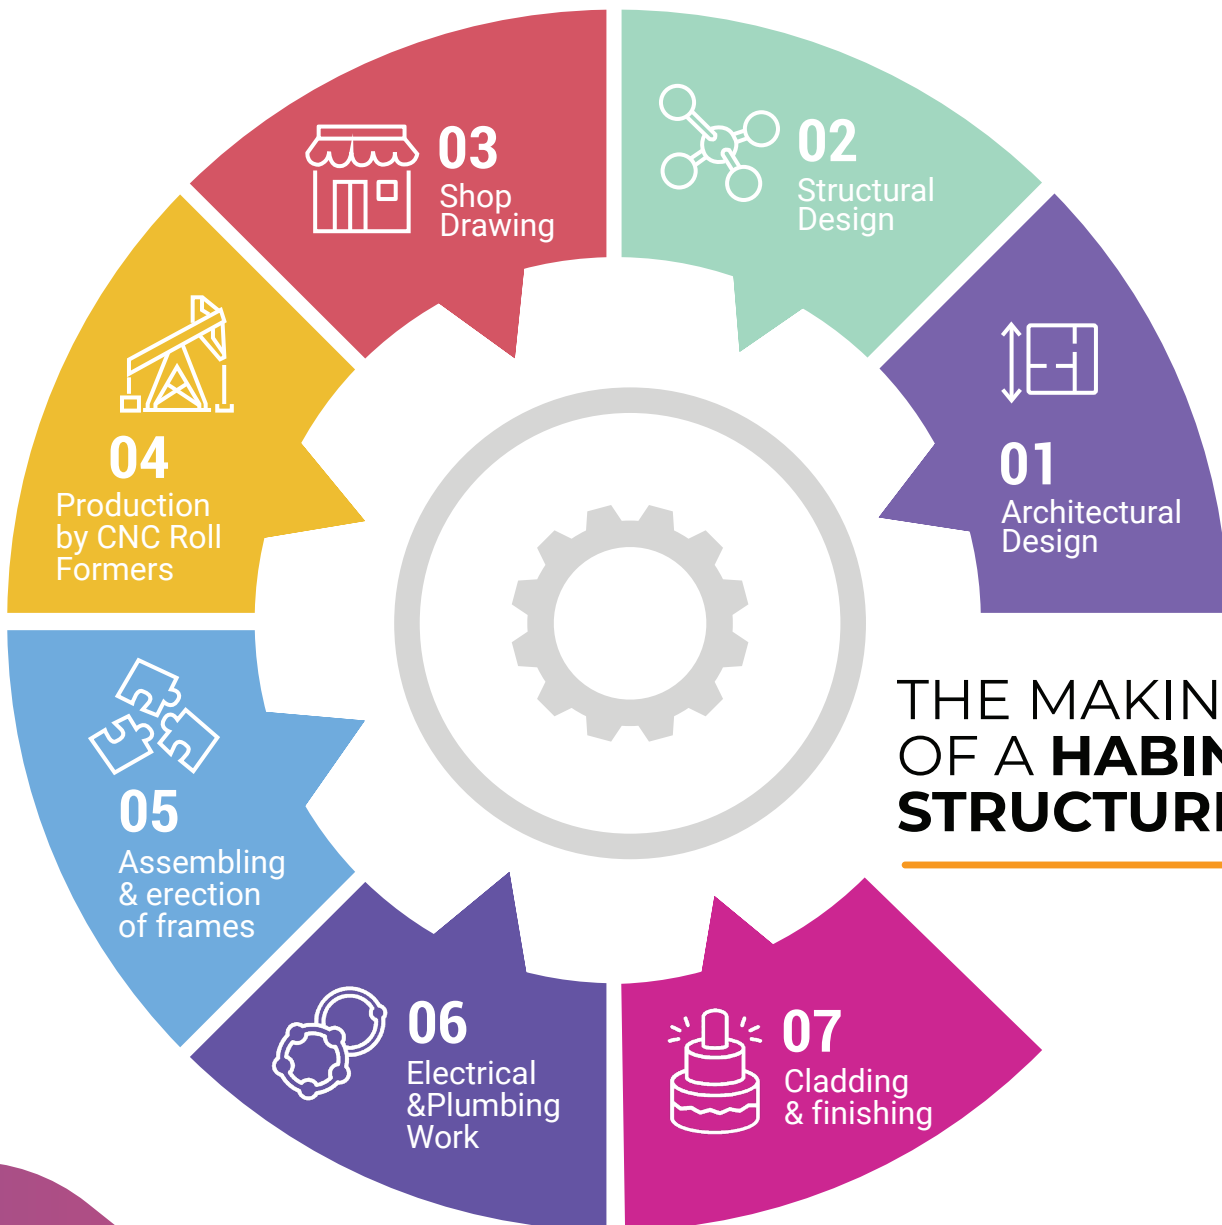 01
Architectural
Design
02
Structural
Design
03
Shop
Drawing
04
Production
by CNC Roll
Formers
05
Assembling
& erection
of frames
06
Electrical
&Plumbing
Work
07
Cladding
& finishing
THE MAKIN
OF A HABIN
STRUCTUR